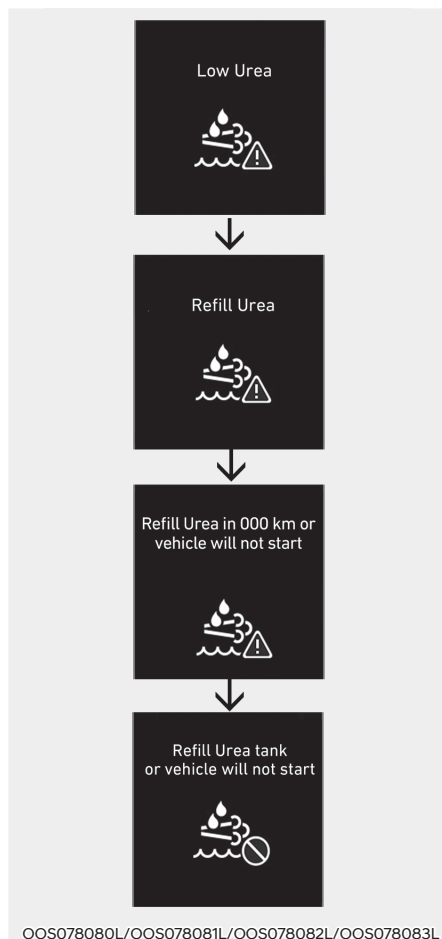 Low Urea
Refill Urea
Refill Urea in 000 km or
vehicle will not start
Refill Urea tank
or vehicle will not start
OOS078080L/OOS078081L/OOS078082L/OOS078083L